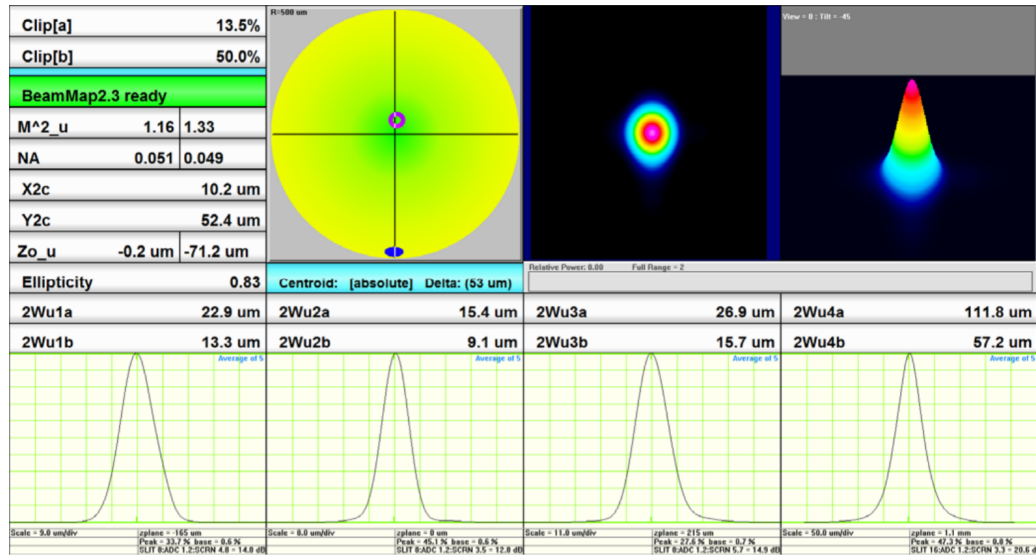 Clip[a] 13.5%
Clip[b] 50.0%
BeamMap2.3 ready
M^2_u 1.16 1.33
NA 0.051 0.049
X2c 10.2 um
Y2c 52.4 um
Zo_u -0.2 um -71.2 um
Ellipticity 0.83
R=500 um
View = 0 : Tilt = -45
Centroid: [absolute] Delta: (53 um)
Relative Power: 0.00 Full Range = 2
2Wu1a 22.9 um
2Wu2a 15.4 um
2Wu3a 26.9 um
2Wu4a 111.8 um
2Wu1b 13.3 um
2Wu2b 9.1 um
2Wu3b 15.7 um
2Wu4b 57.2 um
Average of 5
Average of 5
Average of 5
Average of 5
Scale = 9.0 um/div
zplane = -165 um
Peak = 33.7 % base = 0.6 %
SLIT 8:ADC 1.2:SCRN 4.8 = 14.0 dB
Scale = 8.0 um/div
zplane = 0 um
Peak = 45.1 % base = 0.6 %
SLIT 8:ADC 1.2:SCRN 3.5 = 12.8 dB
Scale = 11.0 um/div
zplane = 215 um
Peak = 27.6 % base = 0.7 %
SLIT 8:ADC 1.2:SCRN 5.7 = 14.9 dB
Scale = 50.0 um/div
zplane = 1.1 mm
Peak = 47.3 % base = 0.8 %